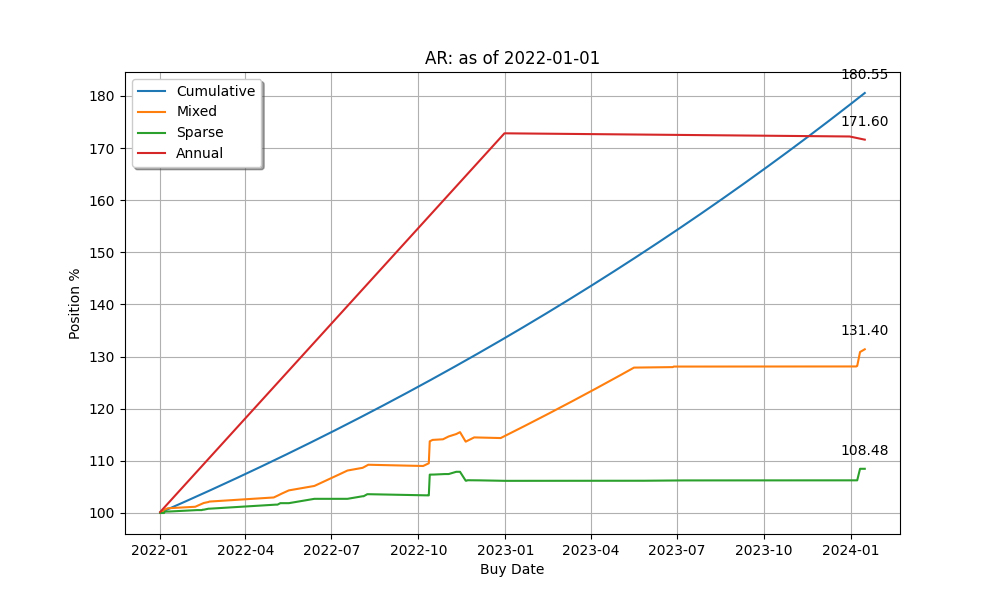 AR: as of 2022-01-01
Cumulative
Mixed
Sparse
Annual
180.55
171.60
131.40
108.48
Position %
180
170
160
150
140
130
120
110
100
2022-01 2022-04 2022-07 2022-10 2023-01 2023-04 2023-07 2023-10 2024-01
Buy Date